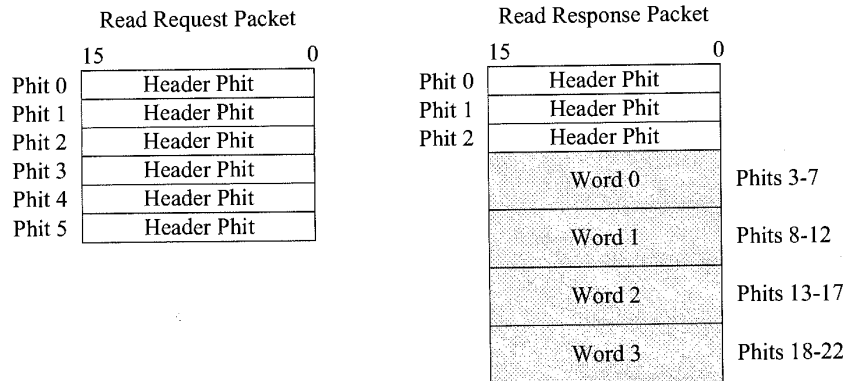 Read Request Packet
15 0
Phit 0 Header Phit
Phit 1 Header Phit
Phit 2 Header Phit
Phit 3 Header Phit
Phit 4 Header Phit
Phit 5 Header Phit
Read Response Packet
15 0
Phit 0 Header Phit
Phit 1 Header Phit
Phit 2 Header Phit
Word 0 Phits 3-7
Word 1 Phits 8-12
Word 2 Phits 13-17
Word 3 Phits 18-22